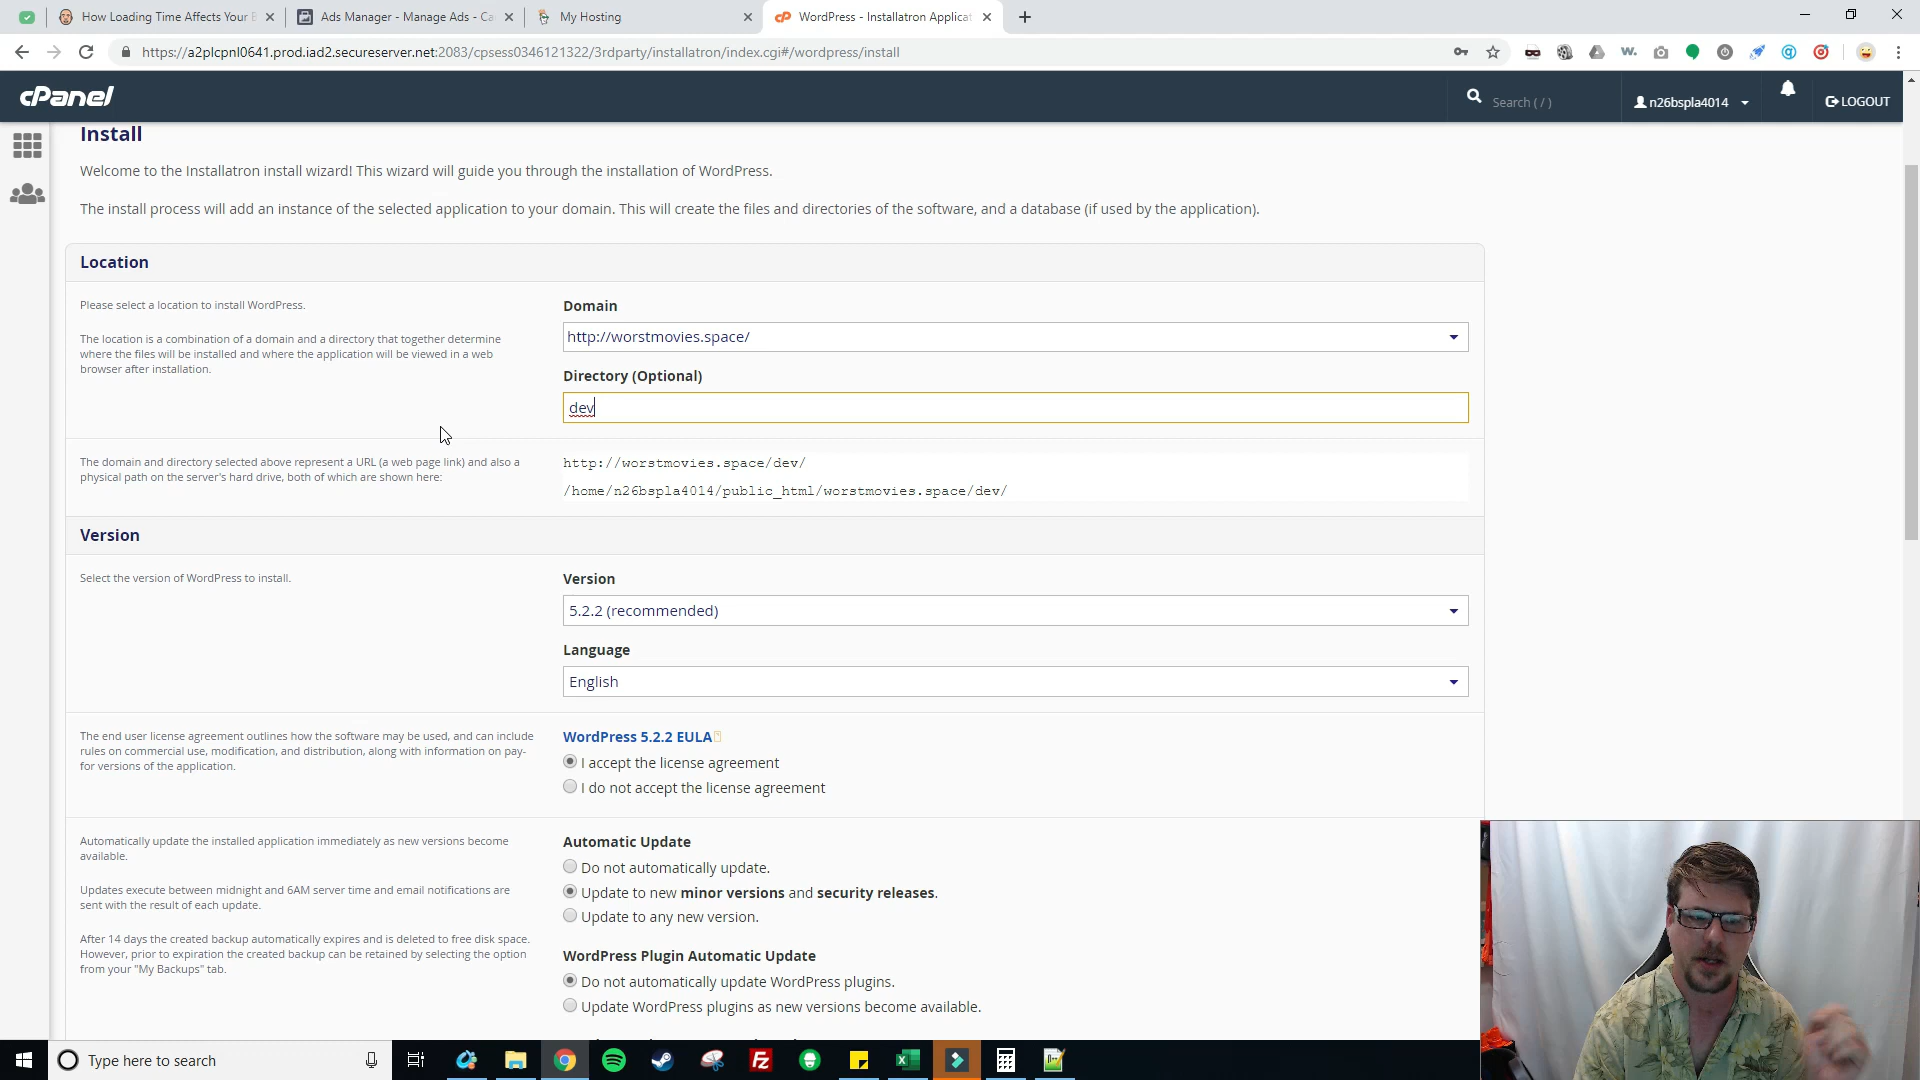 How Loading Time Affects Your B
Ads Manager - Manage Ads - Ca
My Hosting
WordPress - Installatron Applicat
https://a2plcpnl0641.prod.iad2.secureserver.net:2083/cpsess0346121322/3rdparty/installatron/index.cgi#/wordpress/install
cPanel
Search ( / )
n26bspla4014
LOGOUT
Install
Welcome to the Installatron install wizard! This wizard will guide you through the installation of WordPress.
The install process will add an instance of the selected application to your domain. This will create the files and directories of the software, and a database (if used by the application).
Location
Please select a location to install WordPress.
The location is a combination of a domain and a directory that together determine
where the files will be installed and where the application will be viewed in a web
browser after installation.
Domain
http://worstmovies.space/
Directory (Optional)
dev
The domain and directory selected above represent a URL (a web page link) and also a
physical path on the server's hard drive, both of which are shown here:
http://worstmovies.space/dev/
/home/n26bspla4014/public_html/worstmovies.space/dev/
Version
Select the version of WordPress to install.
Version
5.2.2 (recommended)
Language
English
The end user license agreement outlines how the software may be used, and can include
rules on commercial use, modification, and distribution, along with information on pay-
for versions of the application.
WordPress 5.2.2 EULA
I accept the license agreement
I do not accept the license agreement
Automatically update the installed application immediately as new versions become
available.
Updates execute between midnight and 6AM server time and email notifications are
sent with the result of each update.
After 14 days the created backup automatically expires and is deleted to free disk space.
However, prior to expiration the created backup can be retained by selecting the option
from your "My Backups" tab.
Automatic Update
Do not automatically update.
Update to new minor versions and security releases.
Update to any new version.
WordPress Plugin Automatic Update
Do not automatically update WordPress plugins.
Update WordPress plugins as new versions become available.
Type here to search